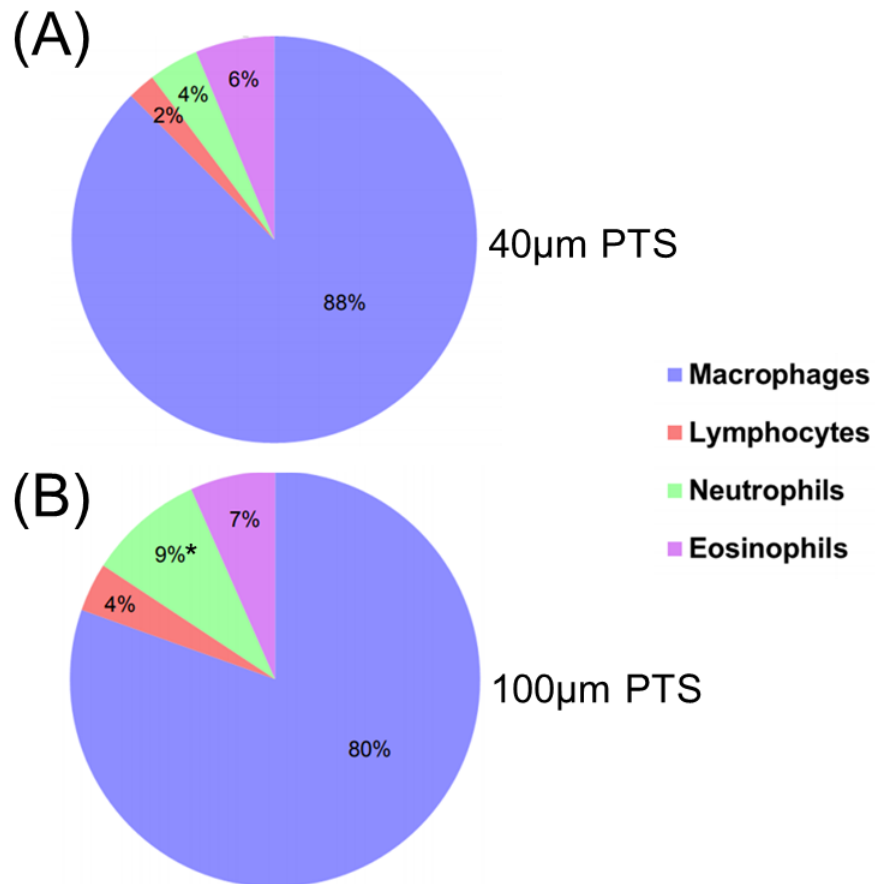 (A)
6%
4%
2%
88%
40μm PTS
Macrophages
Lymphocytes
Neutrophils
Eosinophils
(B)
7%
9%*
4%
80%
100μm PTS